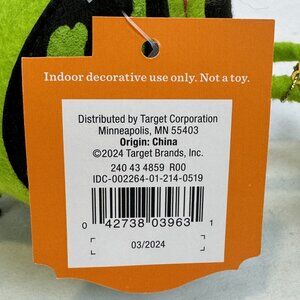 Indoor decorative use only. Not a toy.
Distributed by Target Corporation
Minneapolis, MN 55403
Origin: China
©2024 Target Brands, Inc.
240 43 4859 R00
IDC-002264-01-214-0519
0 42738 03963 1
03/2024